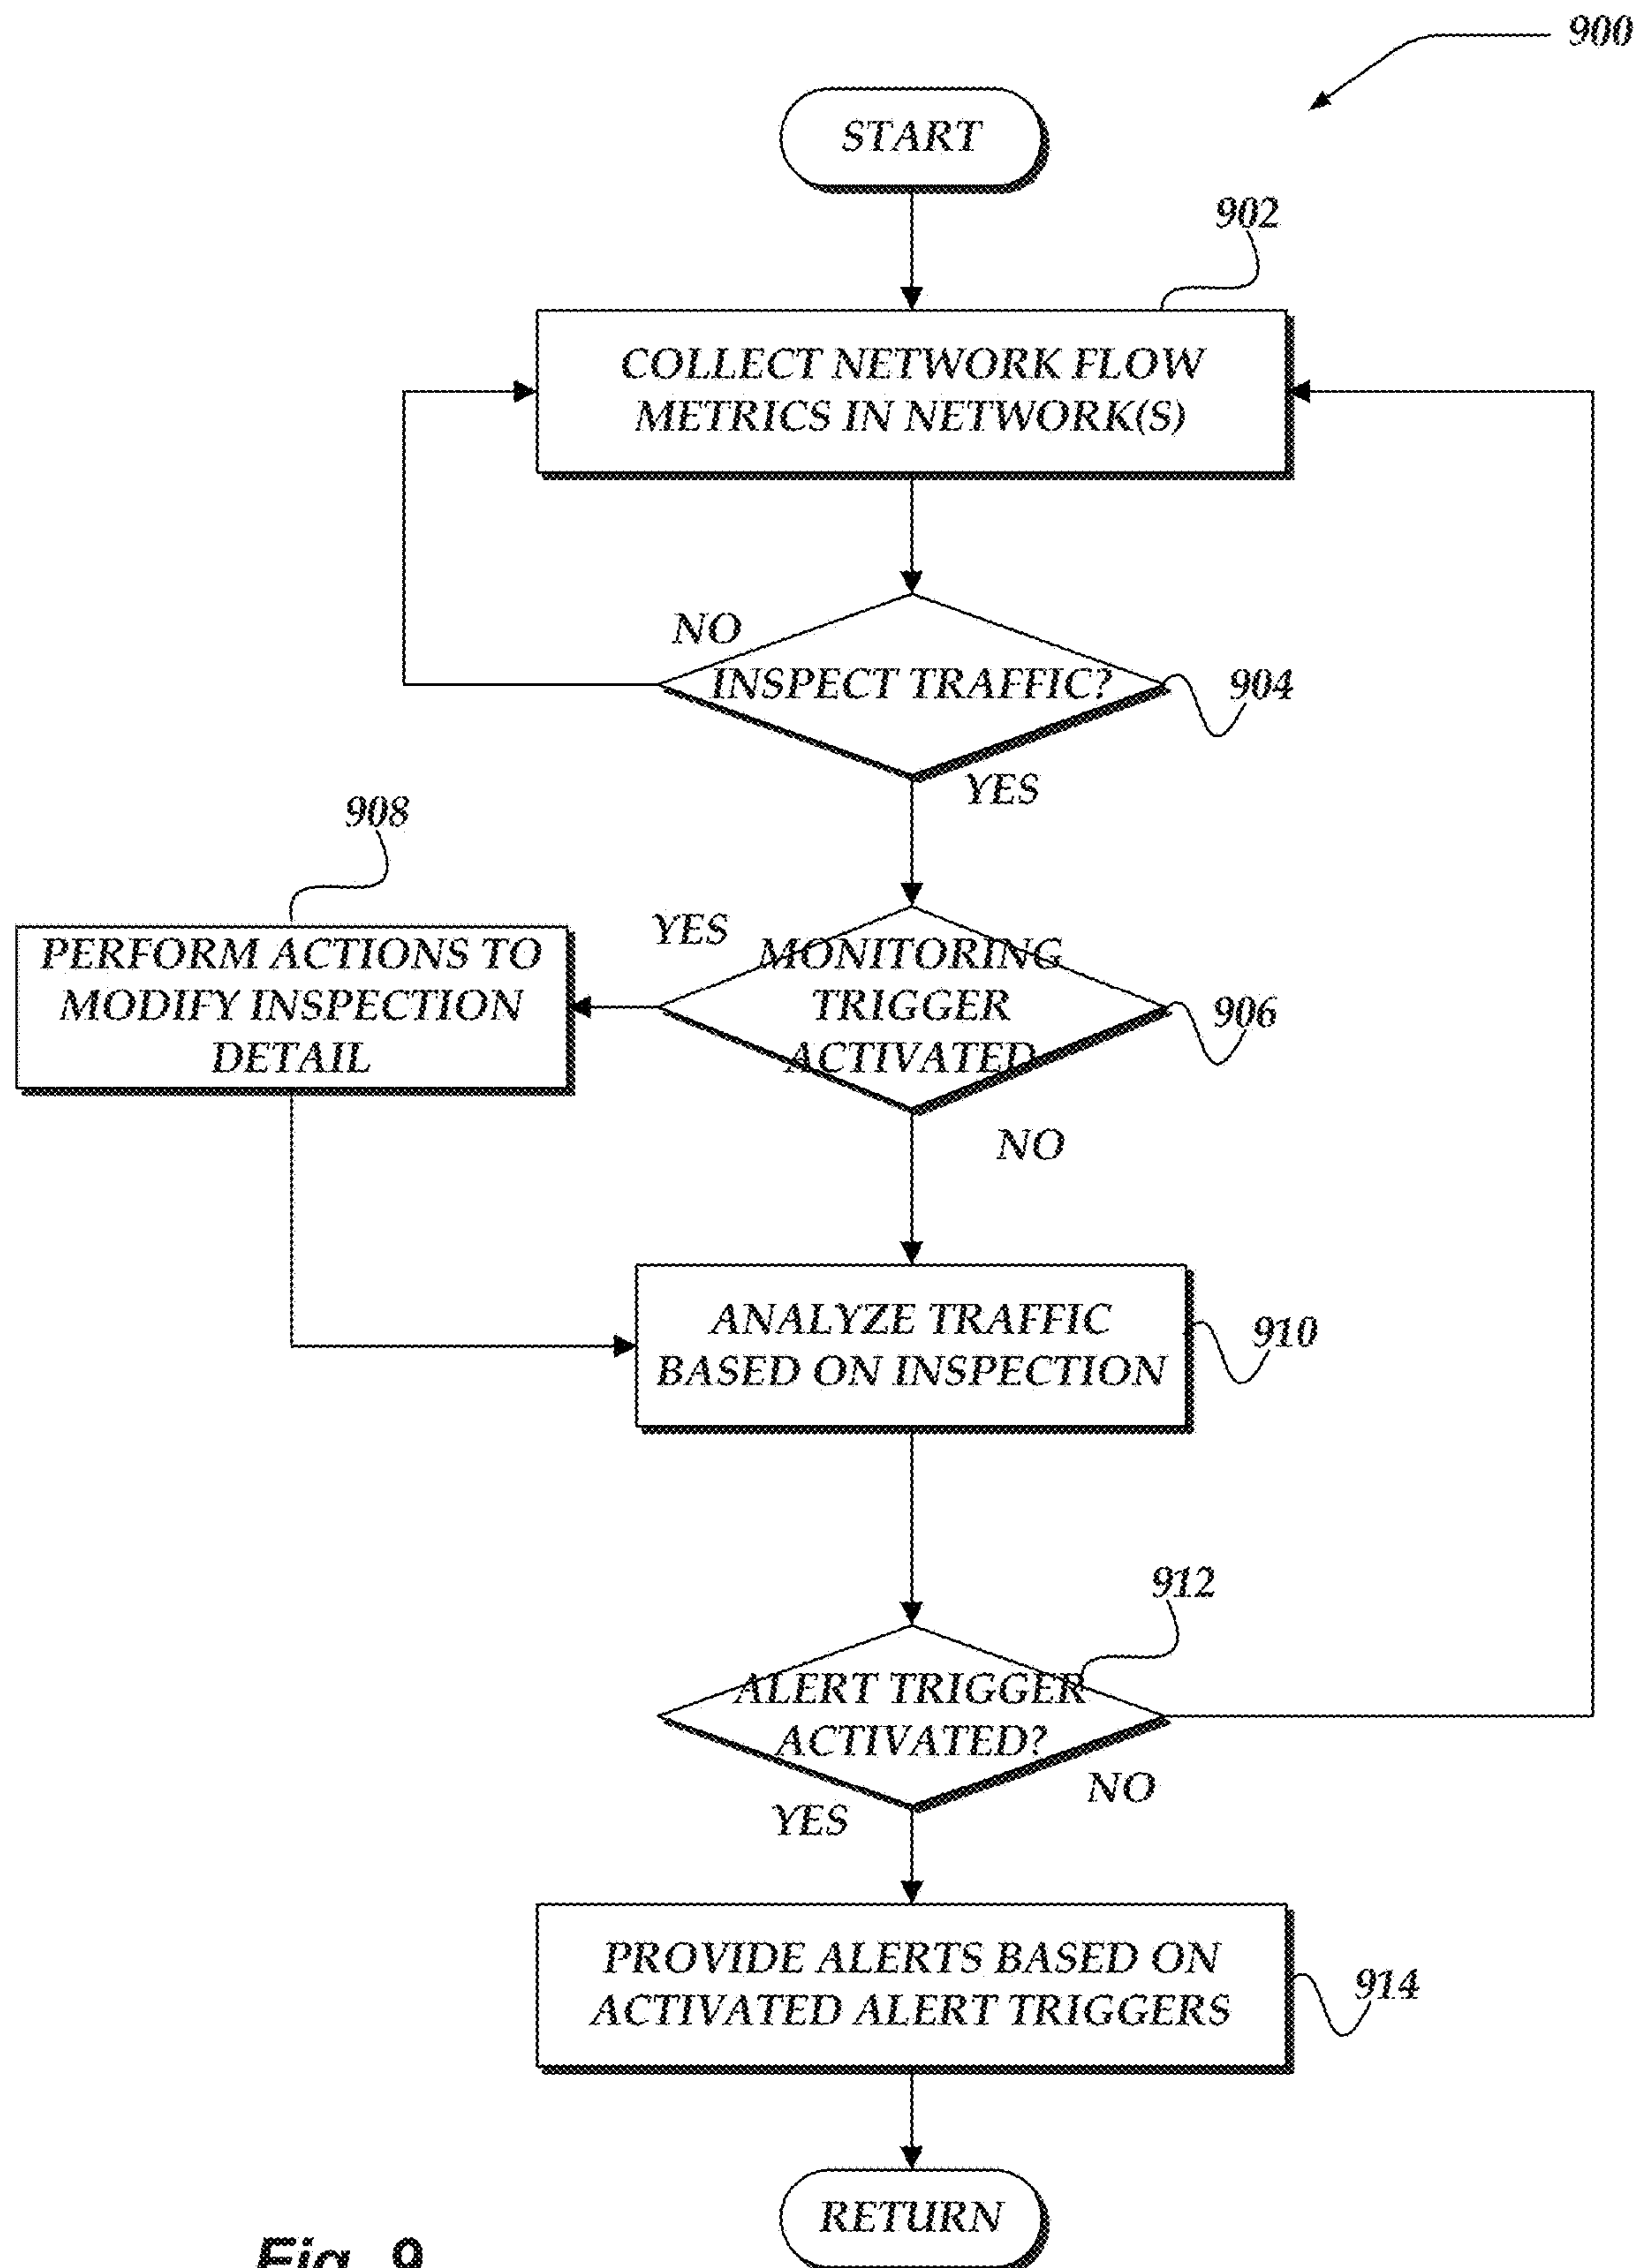 900
START
902
COLLECT NETWORK FLOW
METRICS IN NETWORK(S)
NO
INSPECT TRAFFIC?
904
YES
908
PERFORM ACTIONS TO
MODIFY INSPECTION
DETAIL
YES
MONITORING
TRIGGER
ACTIVATED
906
NO
ANALYZE TRAFFIC
BASED ON INSPECTION
910
912
ALERT TRIGGER
ACTIVATED?
NO
YES
PROVIDE ALERTS BASED ON
ACTIVATED ALERT TRIGGERS
914
RETURN
Fig. 9